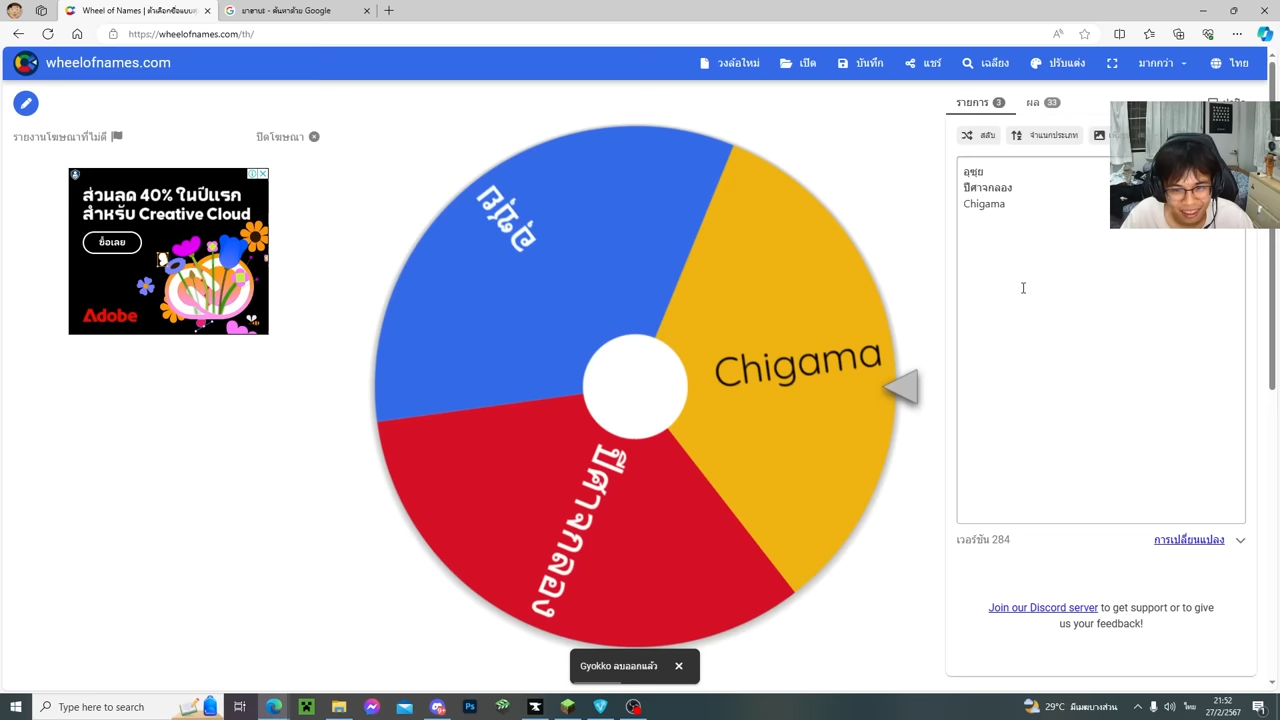 Wheel of Names | ตัวเลือกชื่อแบบสุ
ยาฮาบะ - ค้นหาด้วย Google
https://wheelofnames.com/th/
wheelofnames.com
วงล้อใหม่
เปิด
บันทึก
แชร์
เฉลียง
ปรับแต่ง
มากกว่า
ไทย
รายการ 3
ผล 33
รายงานโฆษณาที่ไม่ดี
ปิดโฆษณา
สลับ
จำแนกประเภท
ส่วนลด 40% ในปีแรก
สำหรับ Creative Cloud
ซื้อเลย
Adobe
อุซุย
ปีศาจกลอง
Chigama
อุซุย
Chigama
ปีศาจกลอง
เวอร์ชัน 284
การเปลี่ยนแปลง
Join our Discord server to get support or to give
us your feedback!
Gyokko ลบออกแล้ว
Type here to search
29°C มีเมฆบางส่วน
ไทย
21:52
27/2/2567